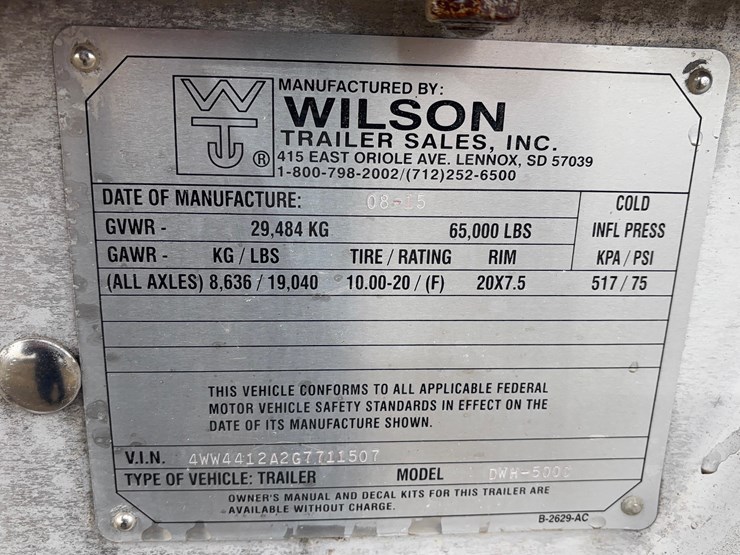 MANUFACTURED BY:
WILSON
TRAILER SALES, INC.
415 EAST ORIOLE AVE. LENNOX, SD 57039
1-800-798-2002/(712)252-6500
WT ®
DATE OF MANUFACTURE: 08-15 COLD
GVWR - 29,484 KG 65,000 LBS INFL PRESS
GAWR - KG / LBS TIRE / RATING RIM KPA / PSI
(ALL AXLES) 8,636 / 19,040 10.00-20 / (F) 20X7.5 517 / 75
THIS VEHICLE CONFORMS TO ALL APPLICABLE FEDERAL
MOTOR VEHICLE SAFETY STANDARDS IN EFFECT ON THE
DATE OF ITS MANUFACTURE SHOWN.
V.I.N. 4WW4412A2G7711507
TYPE OF VEHICLE: TRAILER MODEL
OWNER'S MANUAL AND DECAL KITS FOR THIS TRAILER ARE
AVAILABLE WITHOUT CHARGE.
B-2629-AC